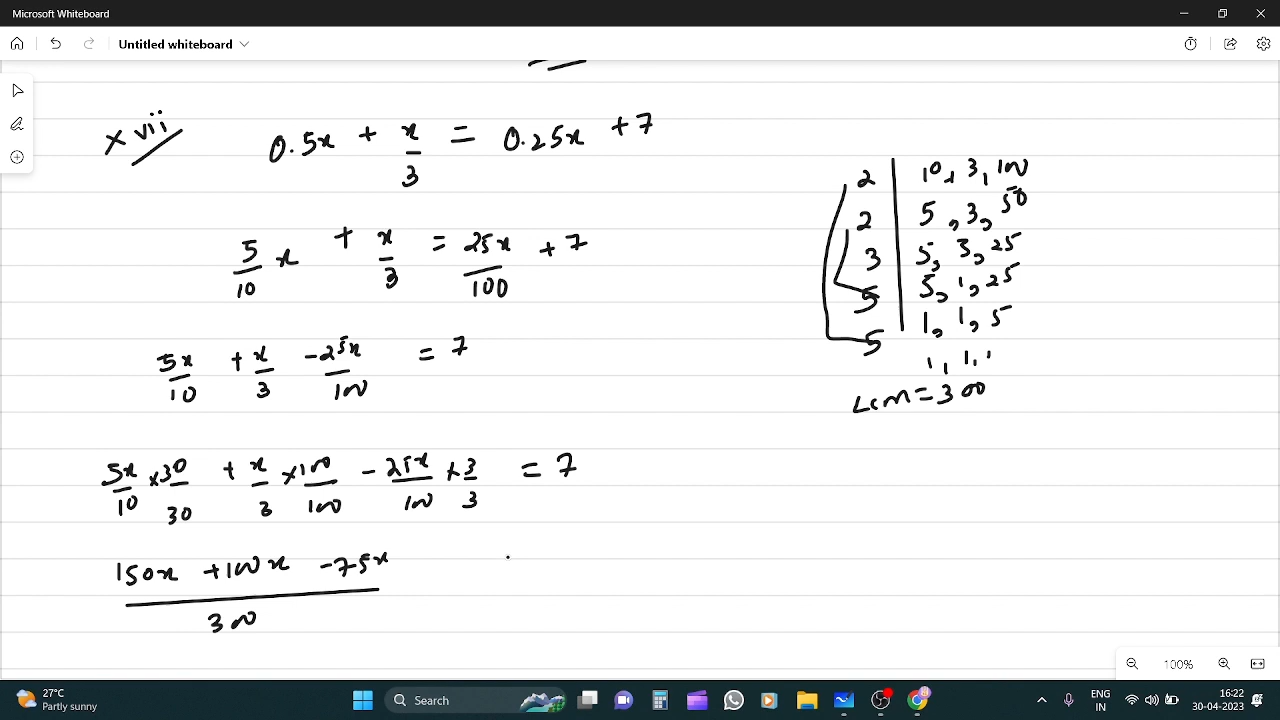 Microsoft Whiteboard
Untitled whiteboard
xvii 0.5x + x/3 = 0.25x + 7
5/10 x + x/3 = 25x/100 + 7
5x/10 + x/3 - 25x/100 = 7
5x/10 × 30/30 + x/3 × 100/100 - 25x/100 × 3/3 = 7
150x + 100x - 75x
300
2 | 10, 3, 100
2 | 5, 3, 50
3 | 5, 3, 25
5 | 5, 1, 25
5 | 1, 1, 5
1, 1, 1
LCM = 300
100%
27°C
Partly sunny
Search
ENG
IN
16:22
30-04-2023